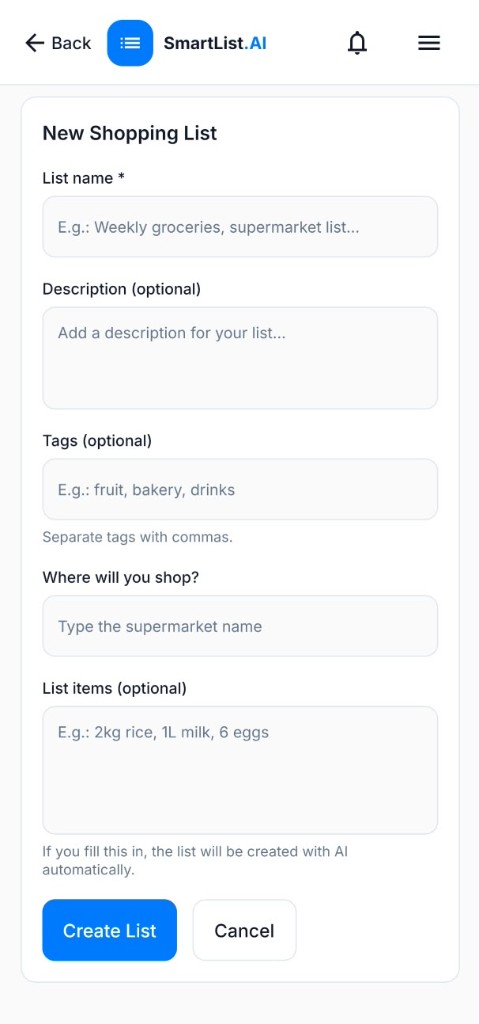 Back SmartList.AI
New Shopping List
List name *
E.g.: Weekly groceries, supermarket list...
Description (optional)
Add a description for your list...
Tags (optional)
E.g.: fruit, bakery, drinks
Separate tags with commas.
Where will you shop?
Type the supermarket name
List items (optional)
E.g.: 2kg rice, 1L milk, 6 eggs
If you fill this in, the list will be created with AI
automatically.
Create List Cancel